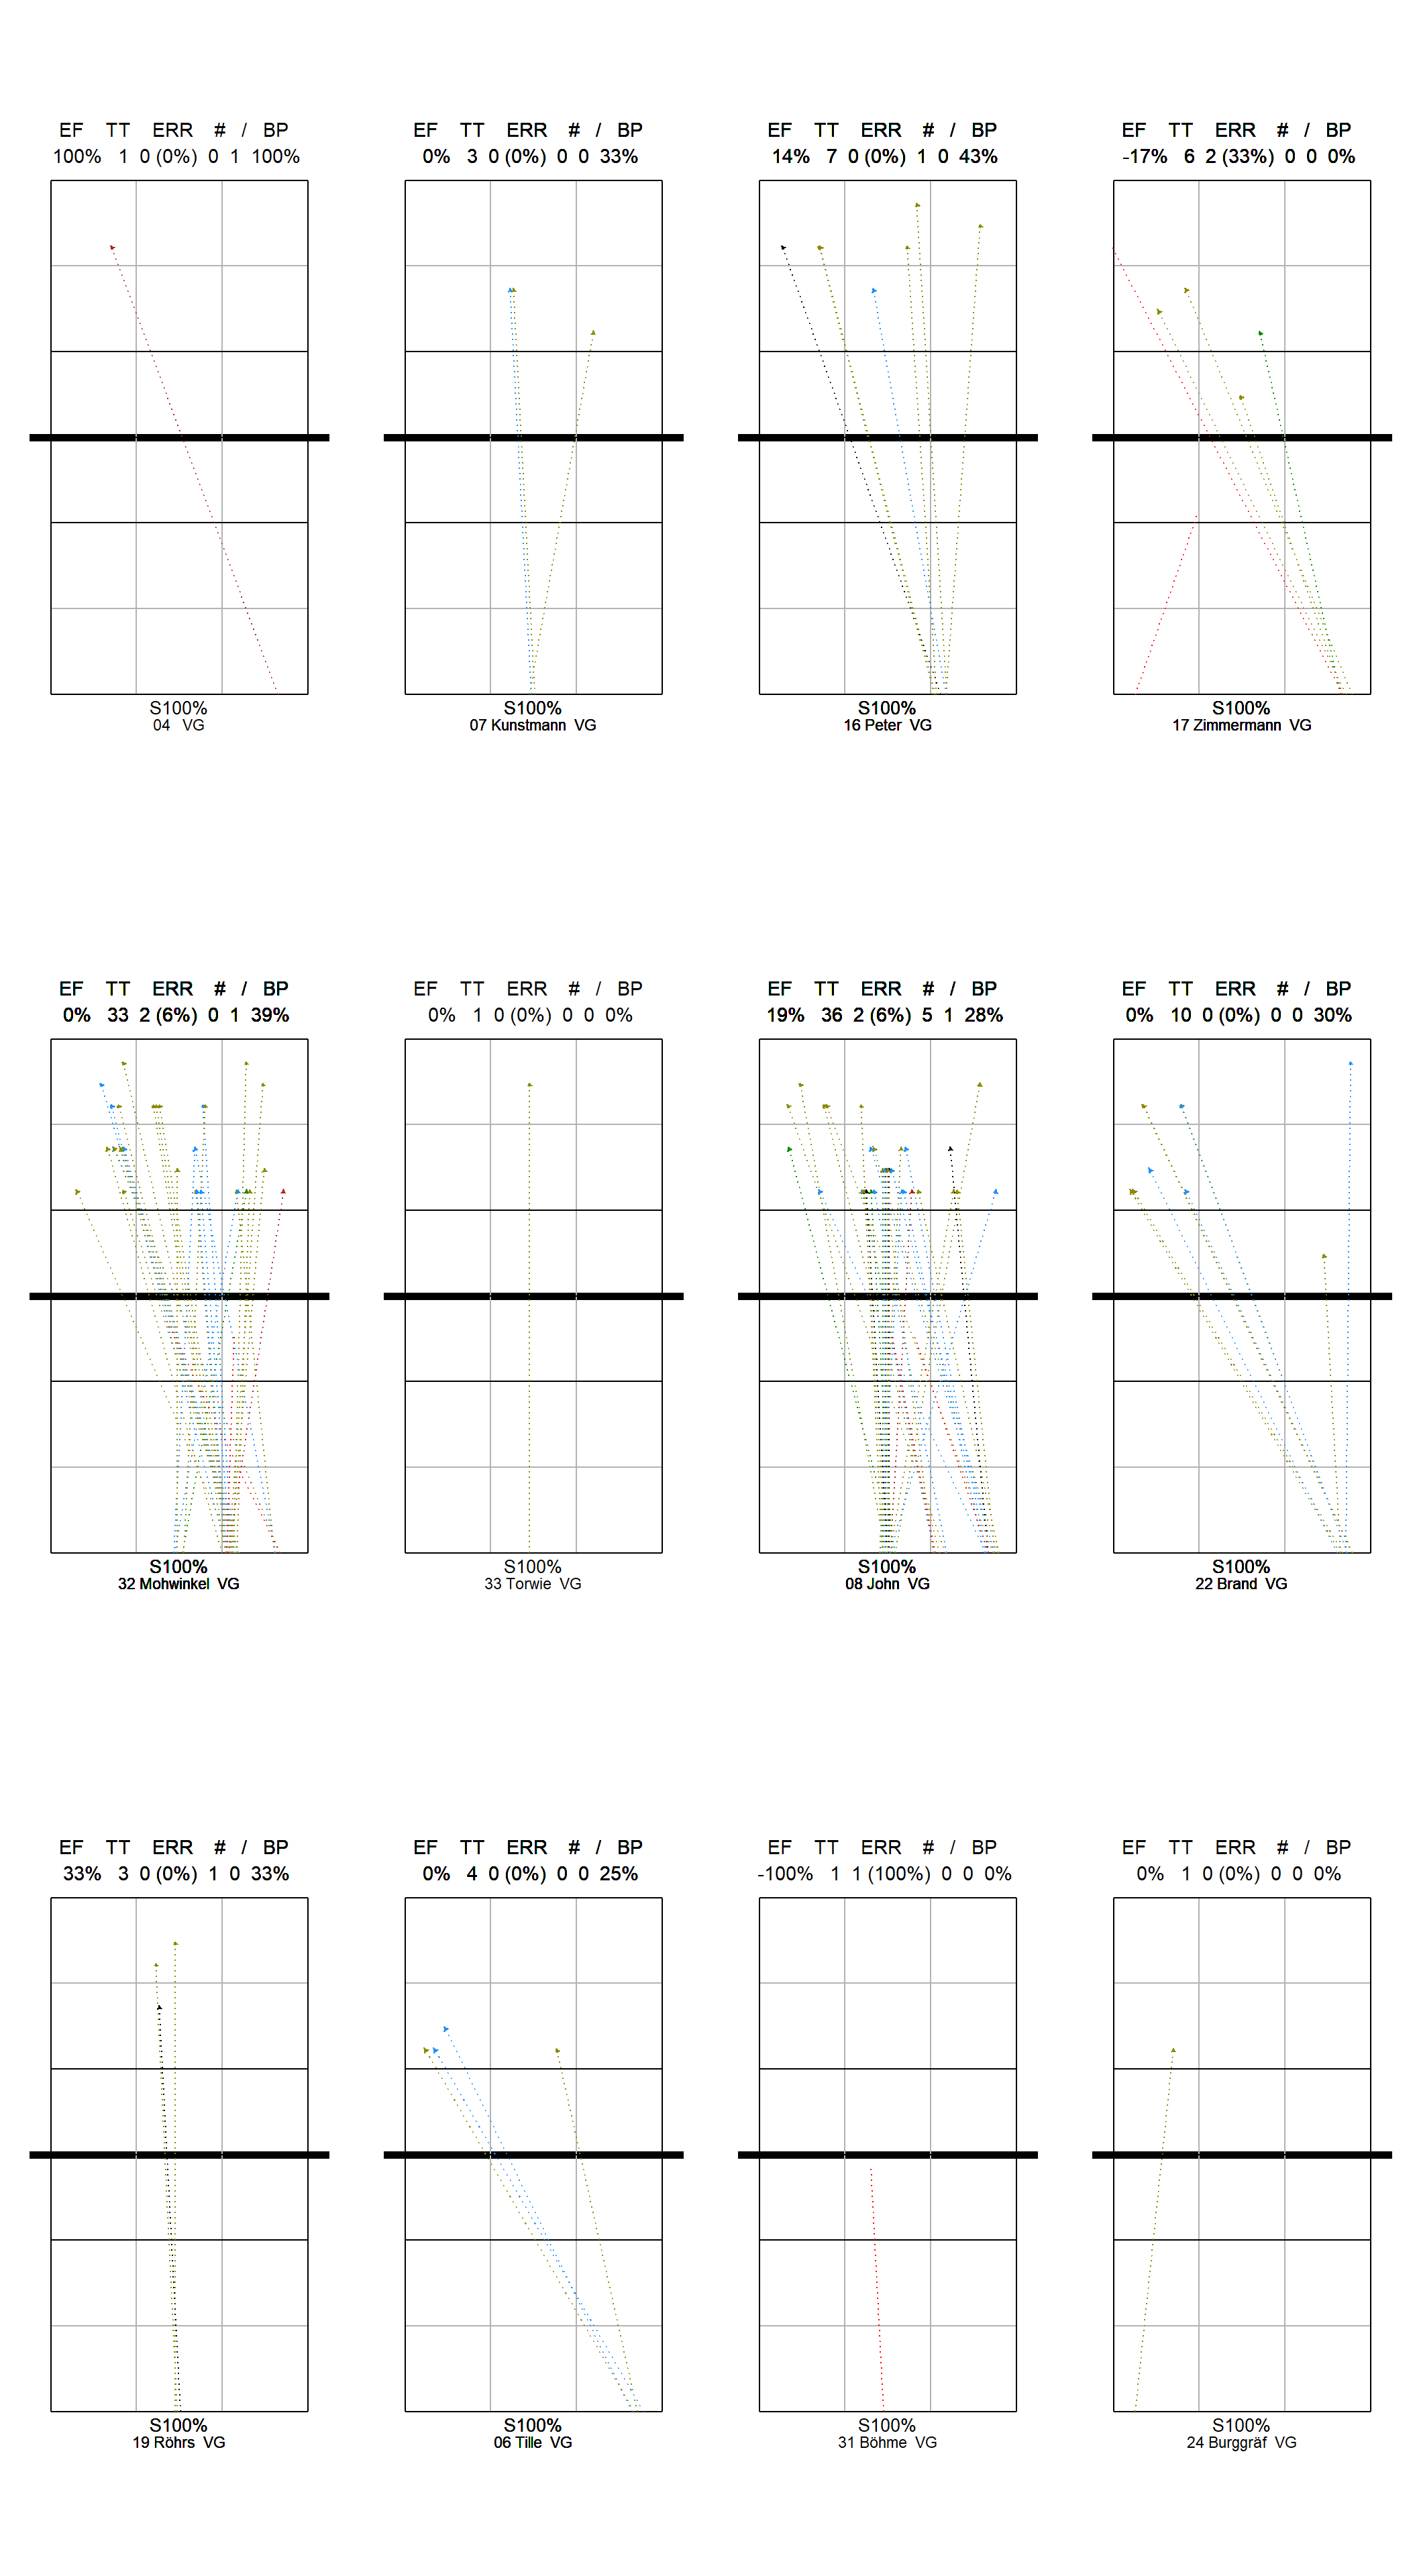 EF TT ERR # / BP
100% 1 0 (0%) 0 1 100%
S100%
04 VG
EF TT ERR # / BP
0% 3 0 (0%) 0 0 33%
S100%
07 Kunstmann VG
EF TT ERR # / BP
14% 7 0 (0%) 1 0 43%
S100%
16 Peter VG
EF TT ERR # / BP
-17% 6 2 (33%) 0 0 0%
S100%
17 Zimmermann VG
EF TT ERR # / BP
0% 33 2 (6%) 0 1 39%
S100%
32 Mohwinkel VG
EF TT ERR # / BP
0% 1 0 (0%) 0 0 0%
S100%
33 Torwie VG
EF TT ERR # / BP
19% 36 2 (6%) 5 1 28%
S100%
08 John VG
EF TT ERR # / BP
0% 10 0 (0%) 0 0 30%
S100%
22 Brand VG
EF TT ERR # / BP
33% 3 0 (0%) 1 0 33%
S100%
19 Röhrs VG
EF TT ERR # / BP
0% 4 0 (0%) 0 0 25%
S100%
06 Tille VG
EF TT ERR # / BP
-100% 1 1 (100%) 0 0 0%
S100%
31 Böhme VG
EF TT ERR # / BP
0% 1 0 (0%) 0 0 0%
S100%
24 Burggräf VG